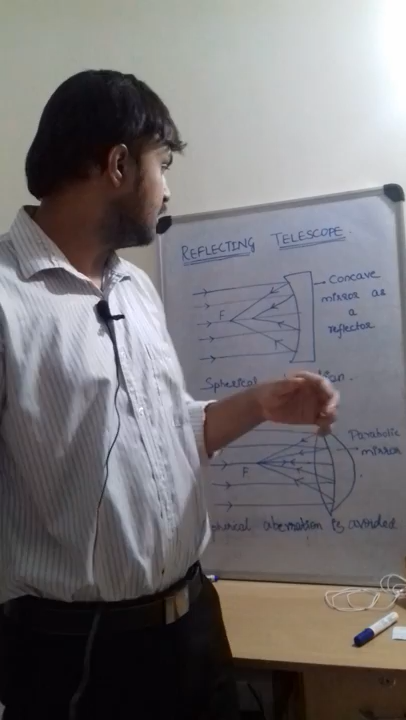 REFLECTING TELESCOPE
Concave
mirror as
a
reflector
F
Spherical
Parabolic
mirror
F
aberration is avoided